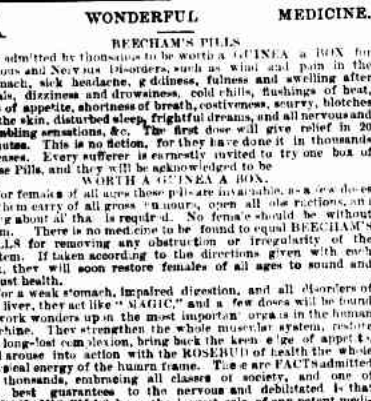 WONDERFUL MEDICINE.
BEECHAM'S PILLS
admitted by thousands to be worth a GUINEA a BOX for
ous and Nervous Disorders, such as wind and pain in the
mach, sick headache, giddiness, fulness and swelling after
als, dizziness and drowsiness, cold chills, flushings of heat,
s of appetite, shortness of breath, costiveness, scurvy, blotches
the skin, disturbed sleep, frightful dreams, and all nervous and
mbling sensations, &c. The first dose will give relief in 20
nutes. This is no fiction, for they have done it in thousands
cases. Every sufferer is earnestly invited to try one box of
se Pills, and they will be acknowledged to be
WORTH A GUINEA A BOX.
for females of all ages these pills are invaluable, as a few doses
them carry of all gross humours, open all obstructions, and
g about al that is required. No female should be without
m. There is no medicine to be found to equal BEECHAM'S
LLS for removing any obstruction or irregularity of the
tem. If taken according to the directions given with each
x, they will soon restore females of all ages to sound and
ust health.
for a weak stomach, impaired digestion, and all disorders of
liver, they act like "MAGIC," and a few doses will be found
work wonders upon the most important organs in the human
chine. They strengthen the whole muscular system, restore
long-lost complexion, bring back the keen edge of appetite,
arouse into action with the ROSEBUD of health the whole
sical energy of the human frame. These are FACTS admitted
thousands, embracing all classes of society, and one of
best guarantees to the nervous and debilitated is that